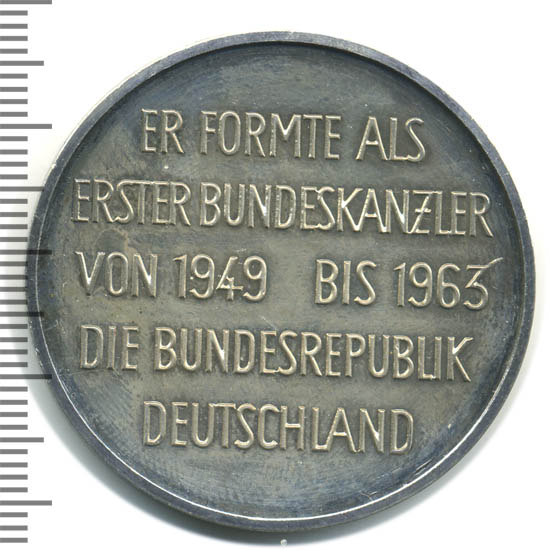 ER FORMTE ALS
ERSTER BUNDESKANZLER
VON 1949 BIS 1963
DIE BUNDESREPUBLIK
DEUTSCHLAND